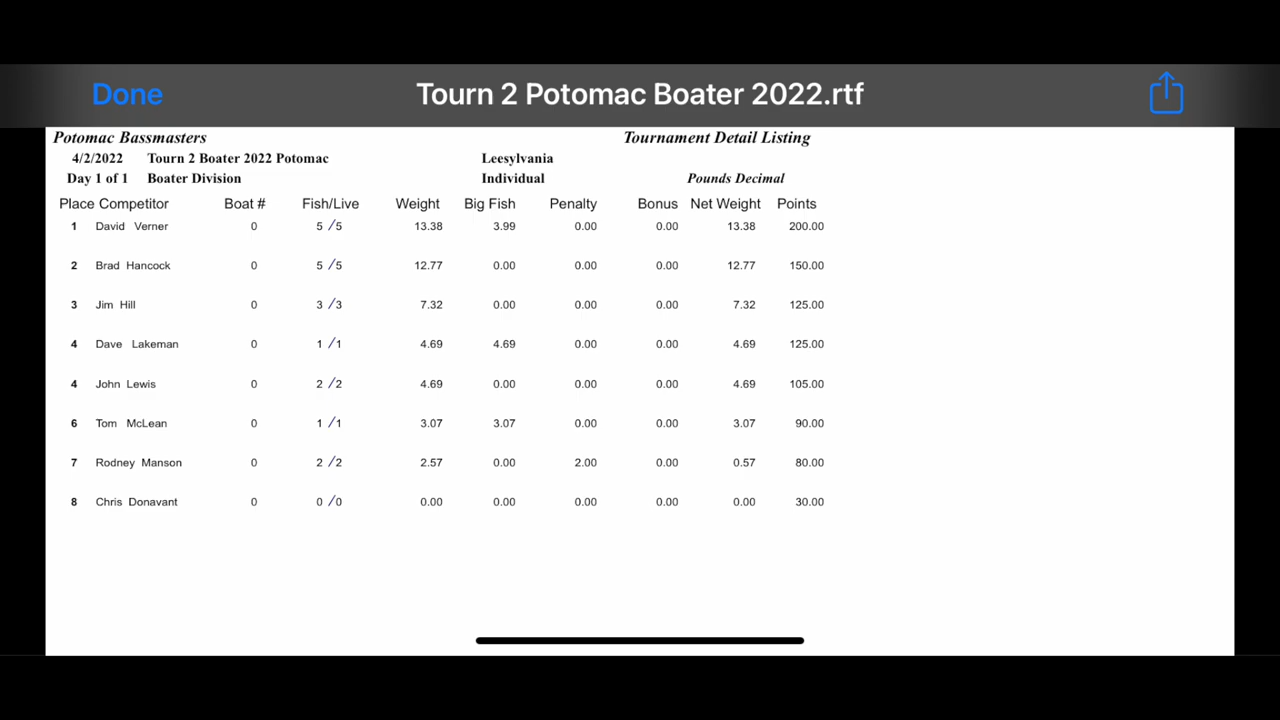 Done Tourn 2 Potomac Boater 2022.rtf
Potomac Bassmasters Tournament Detail Listing
4/2/2022 Tourn 2 Boater 2022 Potomac Leesylvania
Day 1 of 1 Boater Division Individual Pounds Decimal
Place Competitor Boat # Fish/Live Weight Big Fish Penalty Bonus Net Weight Points
1 David Verner 0 5 /5 13.38 3.99 0.00 0.00 13.38 200.00
2 Brad Hancock 0 5 /5 12.77 0.00 0.00 0.00 12.77 150.00
3 Jim Hill 0 3 /3 7.32 0.00 0.00 0.00 7.32 125.00
4 Dave Lakeman 0 1 /1 4.69 4.69 0.00 0.00 4.69 125.00
4 John Lewis 0 2 /2 4.69 0.00 0.00 0.00 4.69 105.00
6 Tom McLean 0 1 /1 3.07 3.07 0.00 0.00 3.07 90.00
7 Rodney Manson 0 2 /2 2.57 0.00 2.00 0.00 0.57 80.00
8 Chris Donavant 0 0 /0 0.00 0.00 0.00 0.00 0.00 30.00